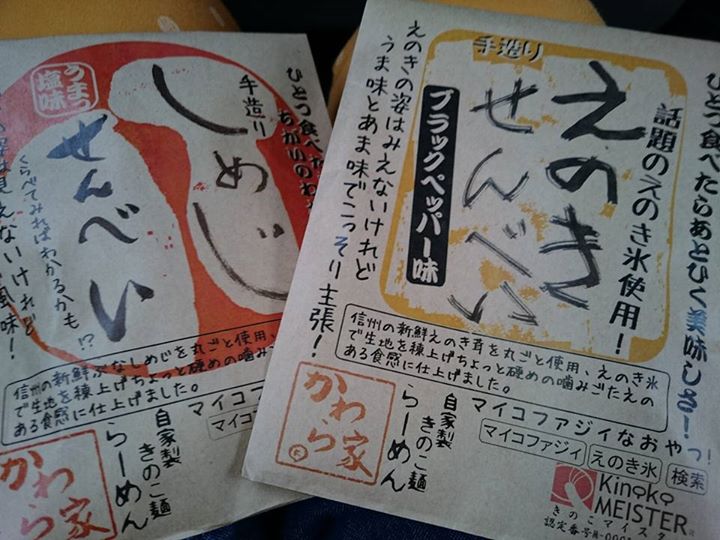 手造り
えのき
せんべい
ブラックペッパー味
話題のえのき氷使用！
ひとつ食べたらあとひく美味しさ！
えのきの姿はみえないけれど
うま味とあま味でこっそり主張！
信州の新鮮えのき茸を丸ごと使用、えのき氷
で生地を練上げちょっと硬めの噛みごたえの
ある食感に仕上げました。
マイコファジィなおやつ！
マイコファジィ
えのき氷
検索
自家製
きのこ麺
らーめん
かわら家
Kinoko
MEISTER
きのこマイスター
認定番号
うまっ
塩味
手造り
しめじ
せんべい
ひとつ食べた
ちがいのわ
くらべてみればわかるかも！？
見えないけれど
風味！
信州の新鮮ぶなしめじを丸ごと使用、
で生地を練上げちょっと硬めの噛みごたえの
ある食感に仕上げました。
マイコファジィ
マイコ
自家製
きのこ麺
らーめん
かわら家